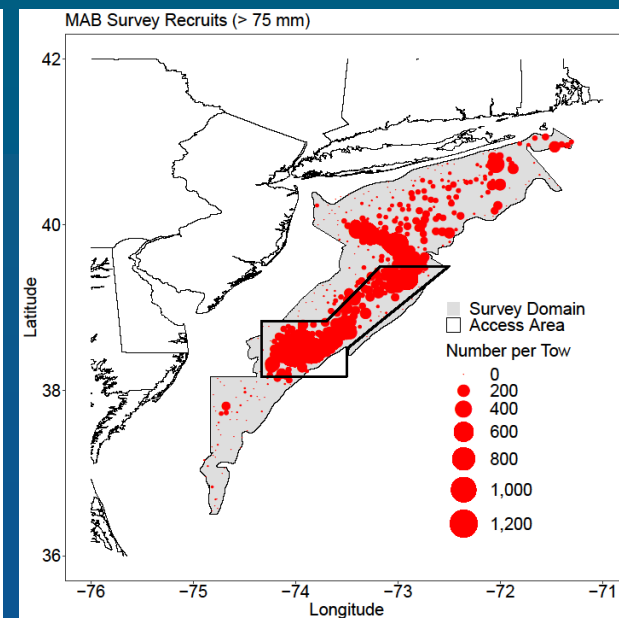 MAB Survey Recruits (> 75 mm)
42
40
38
36
Latitude
Survey Domain
Access Area
Number per Tow
0
200
400
600
800
1,000
1,200
−76 −75 −74 −73 −72 −71
Longitude